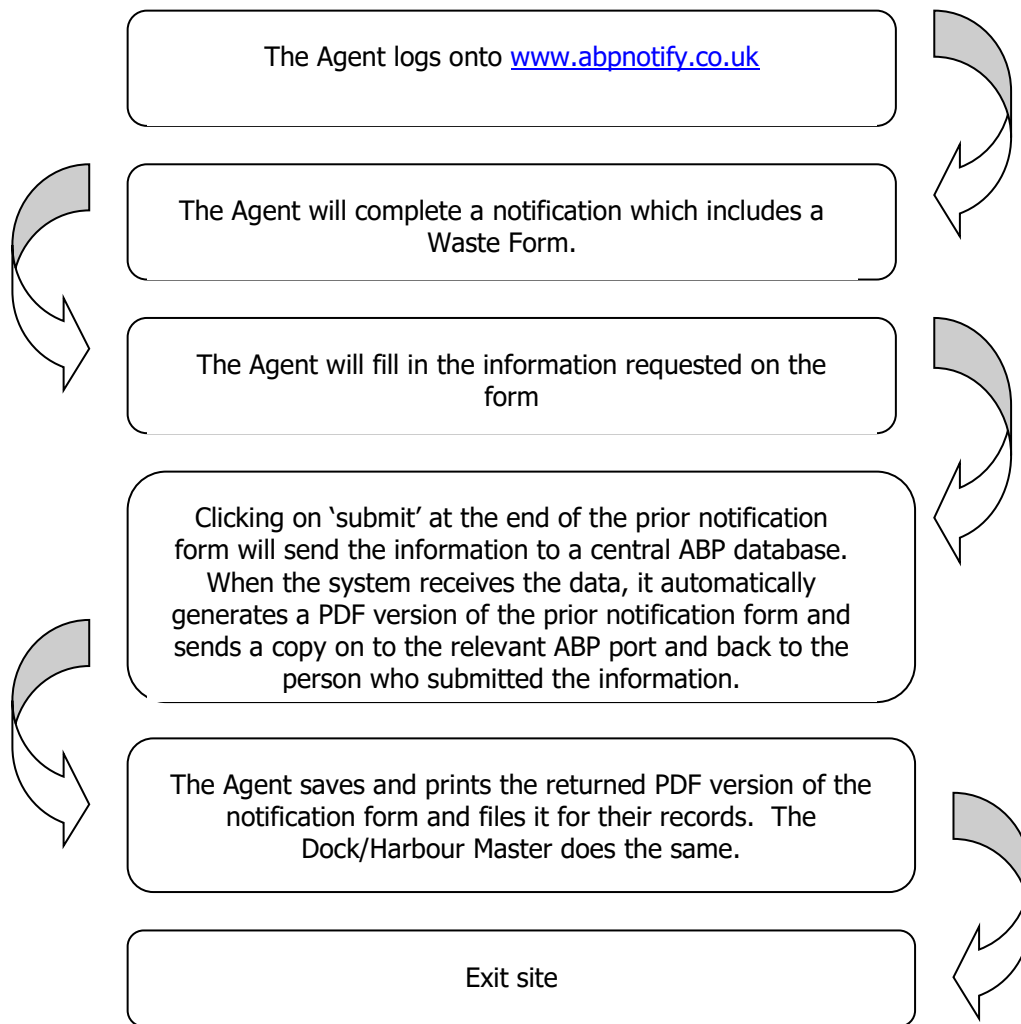 The Agent logs onto www.abpnotify.co.uk
The Agent will complete a notification which includes a
Waste Form.
The Agent will fill in the information requested on the
form
Clicking on ‘submit’ at the end of the prior notification
form will send the information to a central ABP database.
When the system receives the data, it automatically
generates a PDF version of the prior notification form and
sends a copy on to the relevant ABP port and back to the
person who submitted the information.
The Agent saves and prints the returned PDF version of the
notification form and files it for their records.  The
Dock/Harbour Master does the same.
Exit site